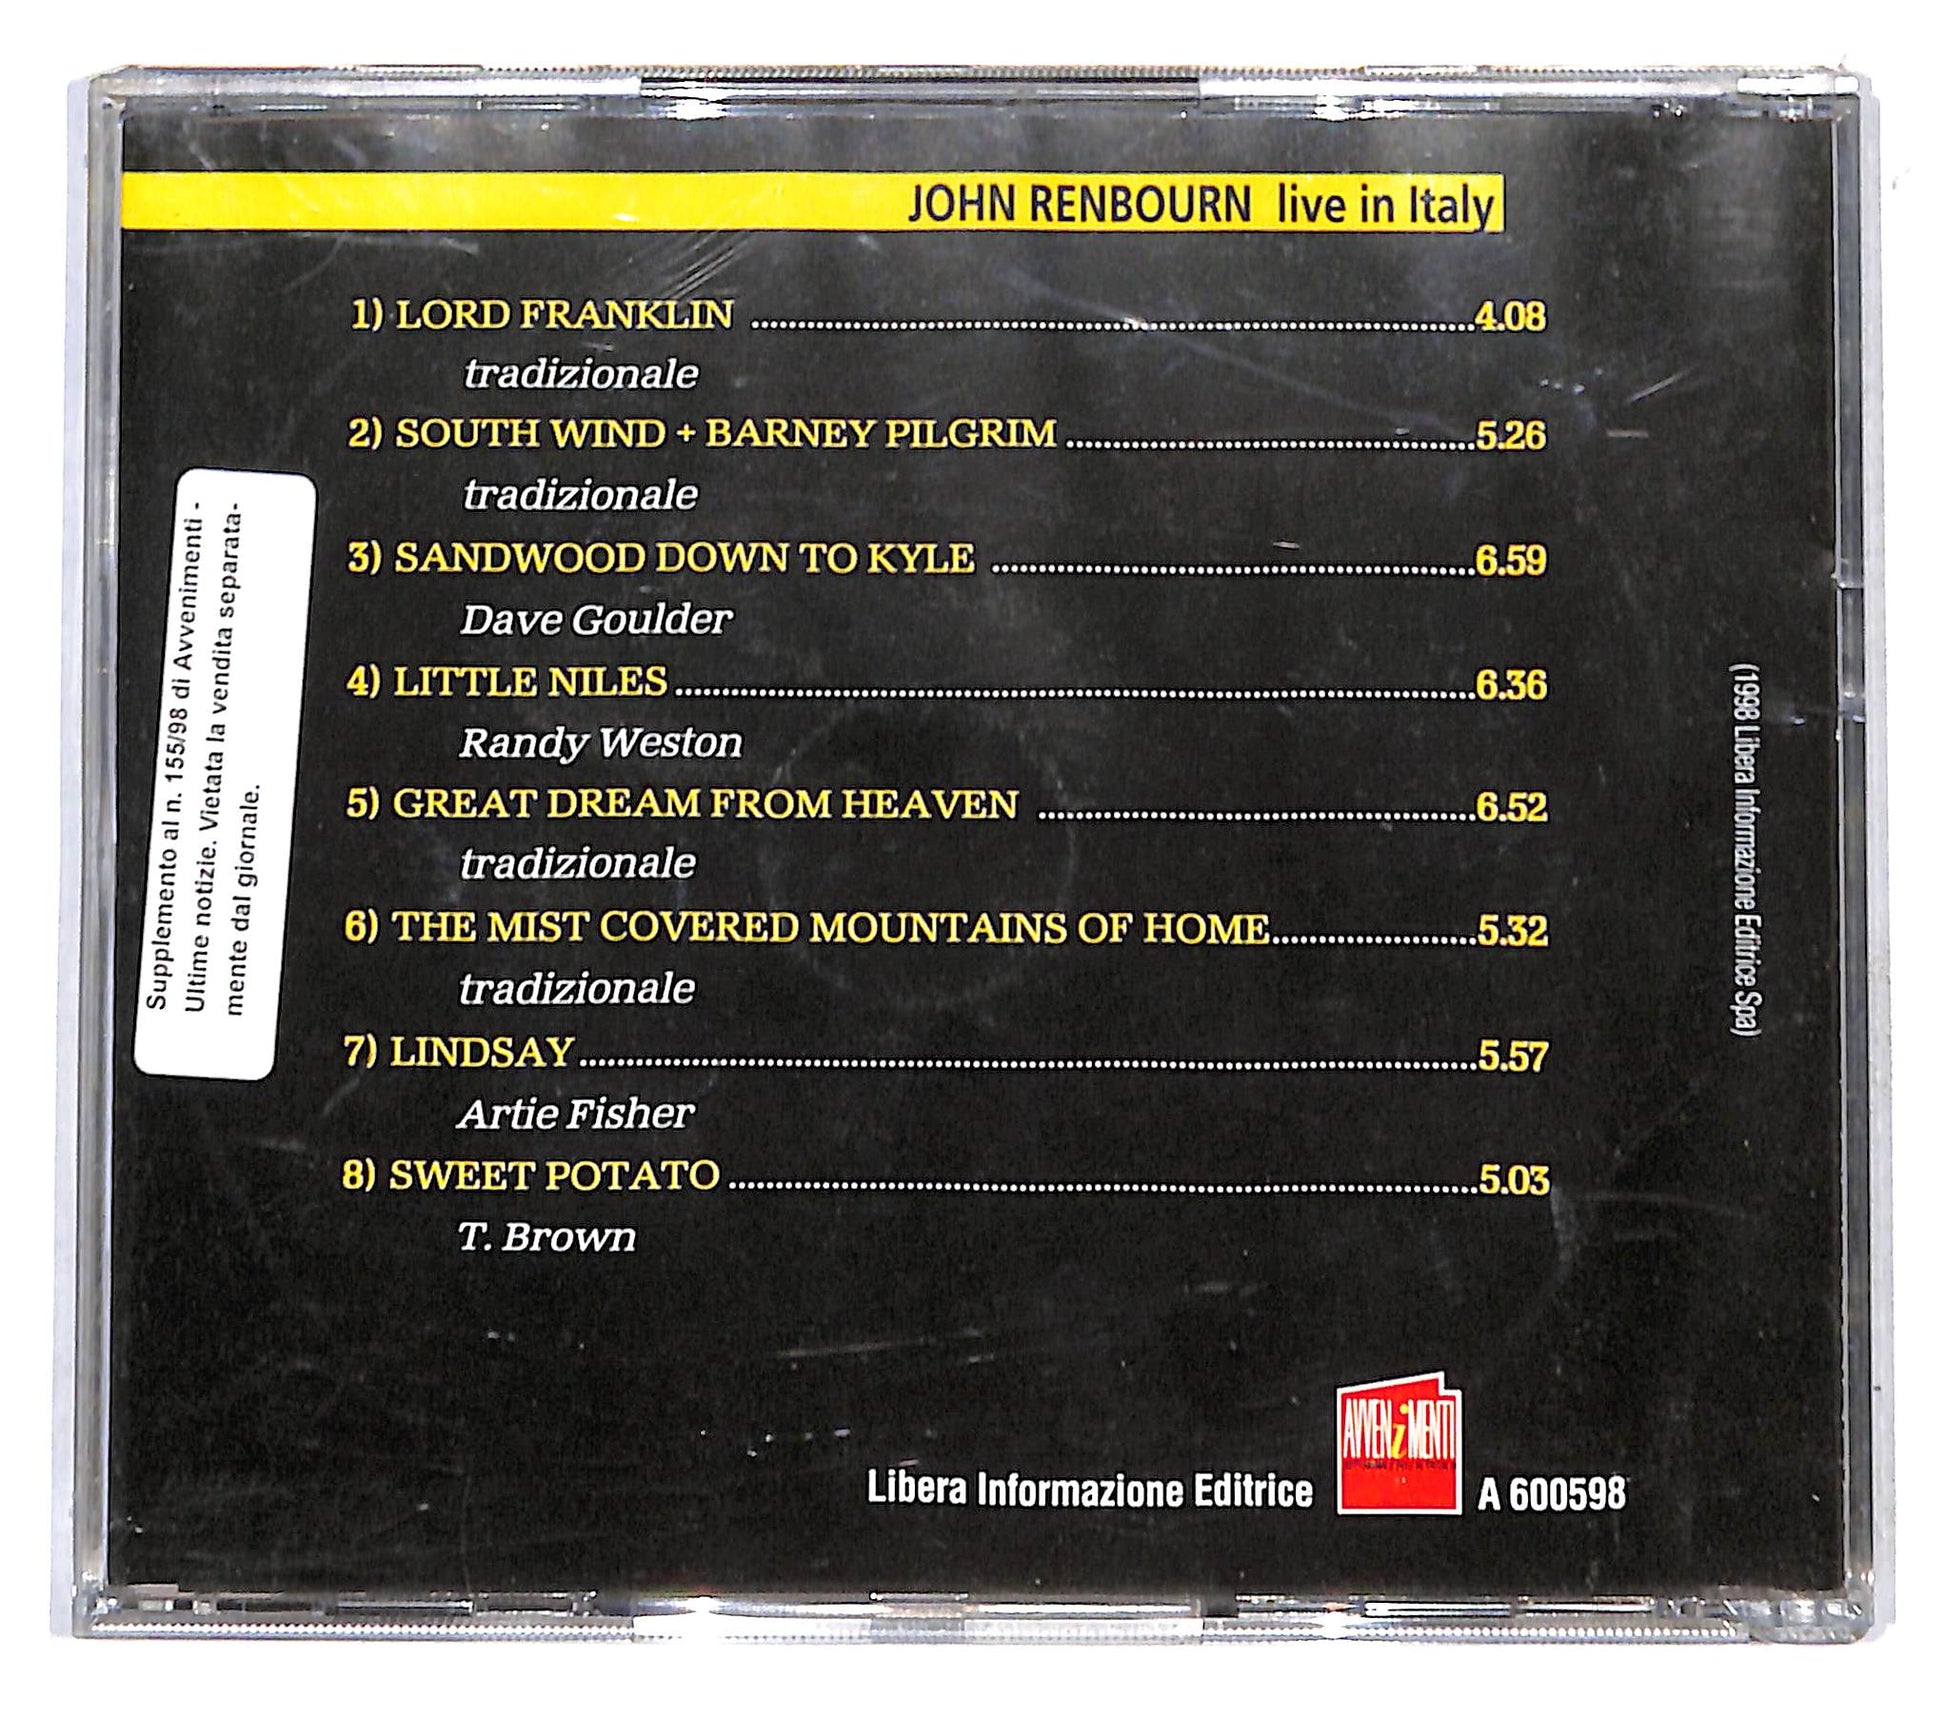 JOHN RENBOURN live in Italy
1) LORD FRANKLIN ........................4.08
tradizionale
2) SOUTH WIND + BARNEY PILGRIM ........................5.26
tradizionale
3) SANDWOOD DOWN TO KYLE ........................6.59
Dave Goulder
4) LITTLE NILES ........................6.36
Randy Weston
5) GREAT DREAM FROM HEAVEN ........................6.52
tradizionale
6) THE MIST COVERED MOUNTAINS OF HOME........................5.32
tradizionale
7) LINDSAY ........................5.57
Artie Fisher
8) SWEET POTATO ........................5.03
T. Brown
Supplemento al n. 155/98 di Avvenimenti -
Ultime notizie. Vietata la vendita separata-
mente dal giornale.
(1998 Libera Informazione Editrice Spa)
Libera Informazione Editrice
AVVENiMENTI
A 600598